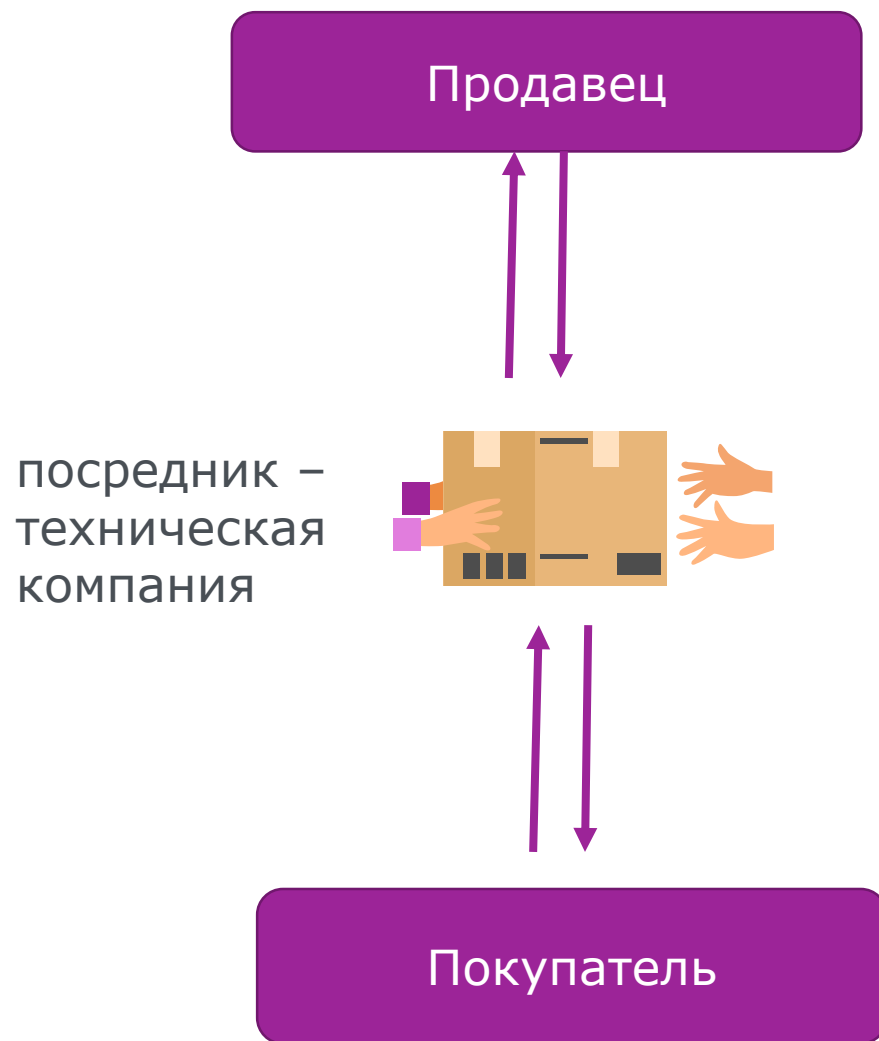 Продавец
посредник –
техническая
компания
Покупатель